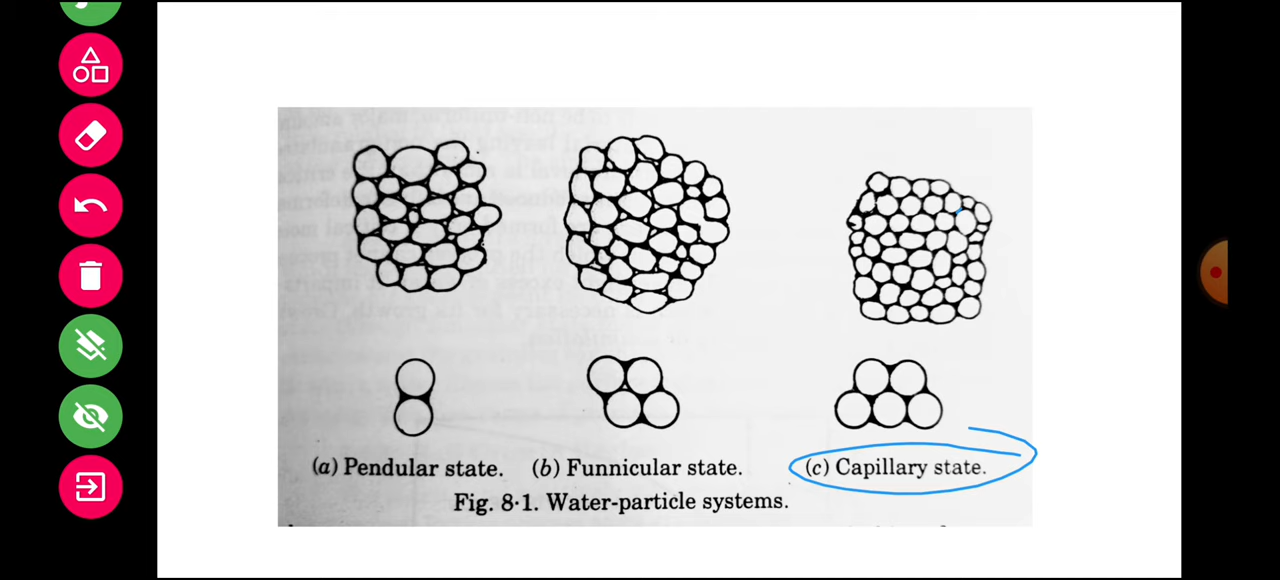 (a) Pendular state. (b) Funnicular state. (c) Capillary state.
Fig. 8·1. Water-particle systems.